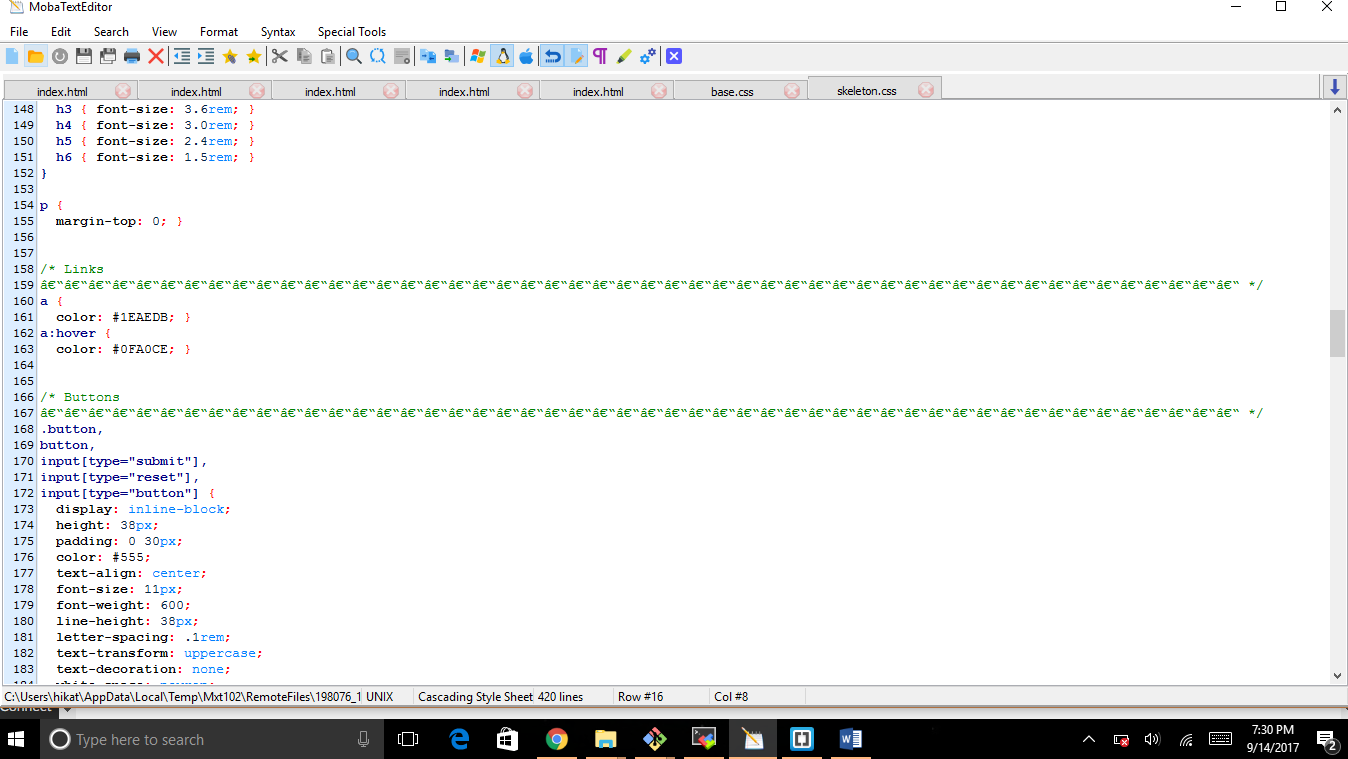 MobaTextEditor
File Edit Search View Format Syntax Special Tools
index.html index.html index.html index.html index.html base.css skeleton.css
148 h3 { font-size: 3.6rem; }
149 h4 { font-size: 3.0rem; }
150 h5 { font-size: 2.4rem; }
151 h6 { font-size: 1.5rem; }
152 }
153
154 p {
155 margin-top: 0; }
156
157
158 /* Links
159 â€“â€“â€“â€“â€“â€“â€“â€“â€“â€“â€“â€“â€“â€“â€“â€“â€“â€“â€“â€“â€“â€“â€“â€“â€“â€“â€“â€“â€“â€“â€“â€“â€“â€“â€“â€“â€“â€“â€“â€“â€“â€“â€“â€“â€“â€“â€“â€“â€“â€“ */
160 a {
161 color: #1EAEDB; }
162 a:hover {
163 color: #0FA0CE; }
164
165
166 /* Buttons
167 â€“â€“â€“â€“â€“â€“â€“â€“â€“â€“â€“â€“â€“â€“â€“â€“â€“â€“â€“â€“â€“â€“â€“â€“â€“â€“â€“â€“â€“â€“â€“â€“â€“â€“â€“â€“â€“â€“â€“â€“â€“â€“â€“â€“â€“â€“â€“â€“â€“â€“ */
168 .button,
169 button,
170 input[type="submit"],
171 input[type="reset"],
172 input[type="button"] {
173 display: inline-block;
174 height: 38px;
175 padding: 0 30px;
176 color: #555;
177 text-align: center;
178 font-size: 11px;
179 font-weight: 600;
180 line-height: 38px;
181 letter-spacing: .1rem;
182 text-transform: uppercase;
183 text-decoration: none;
C:\Users\hikat\AppData\Local\Temp\Mxt102\RemoteFiles\198076_1 UNIX Cascading Style Sheet 420 lines Row #16 Col #8
Type here to search
7:30 PM
9/14/2017
2